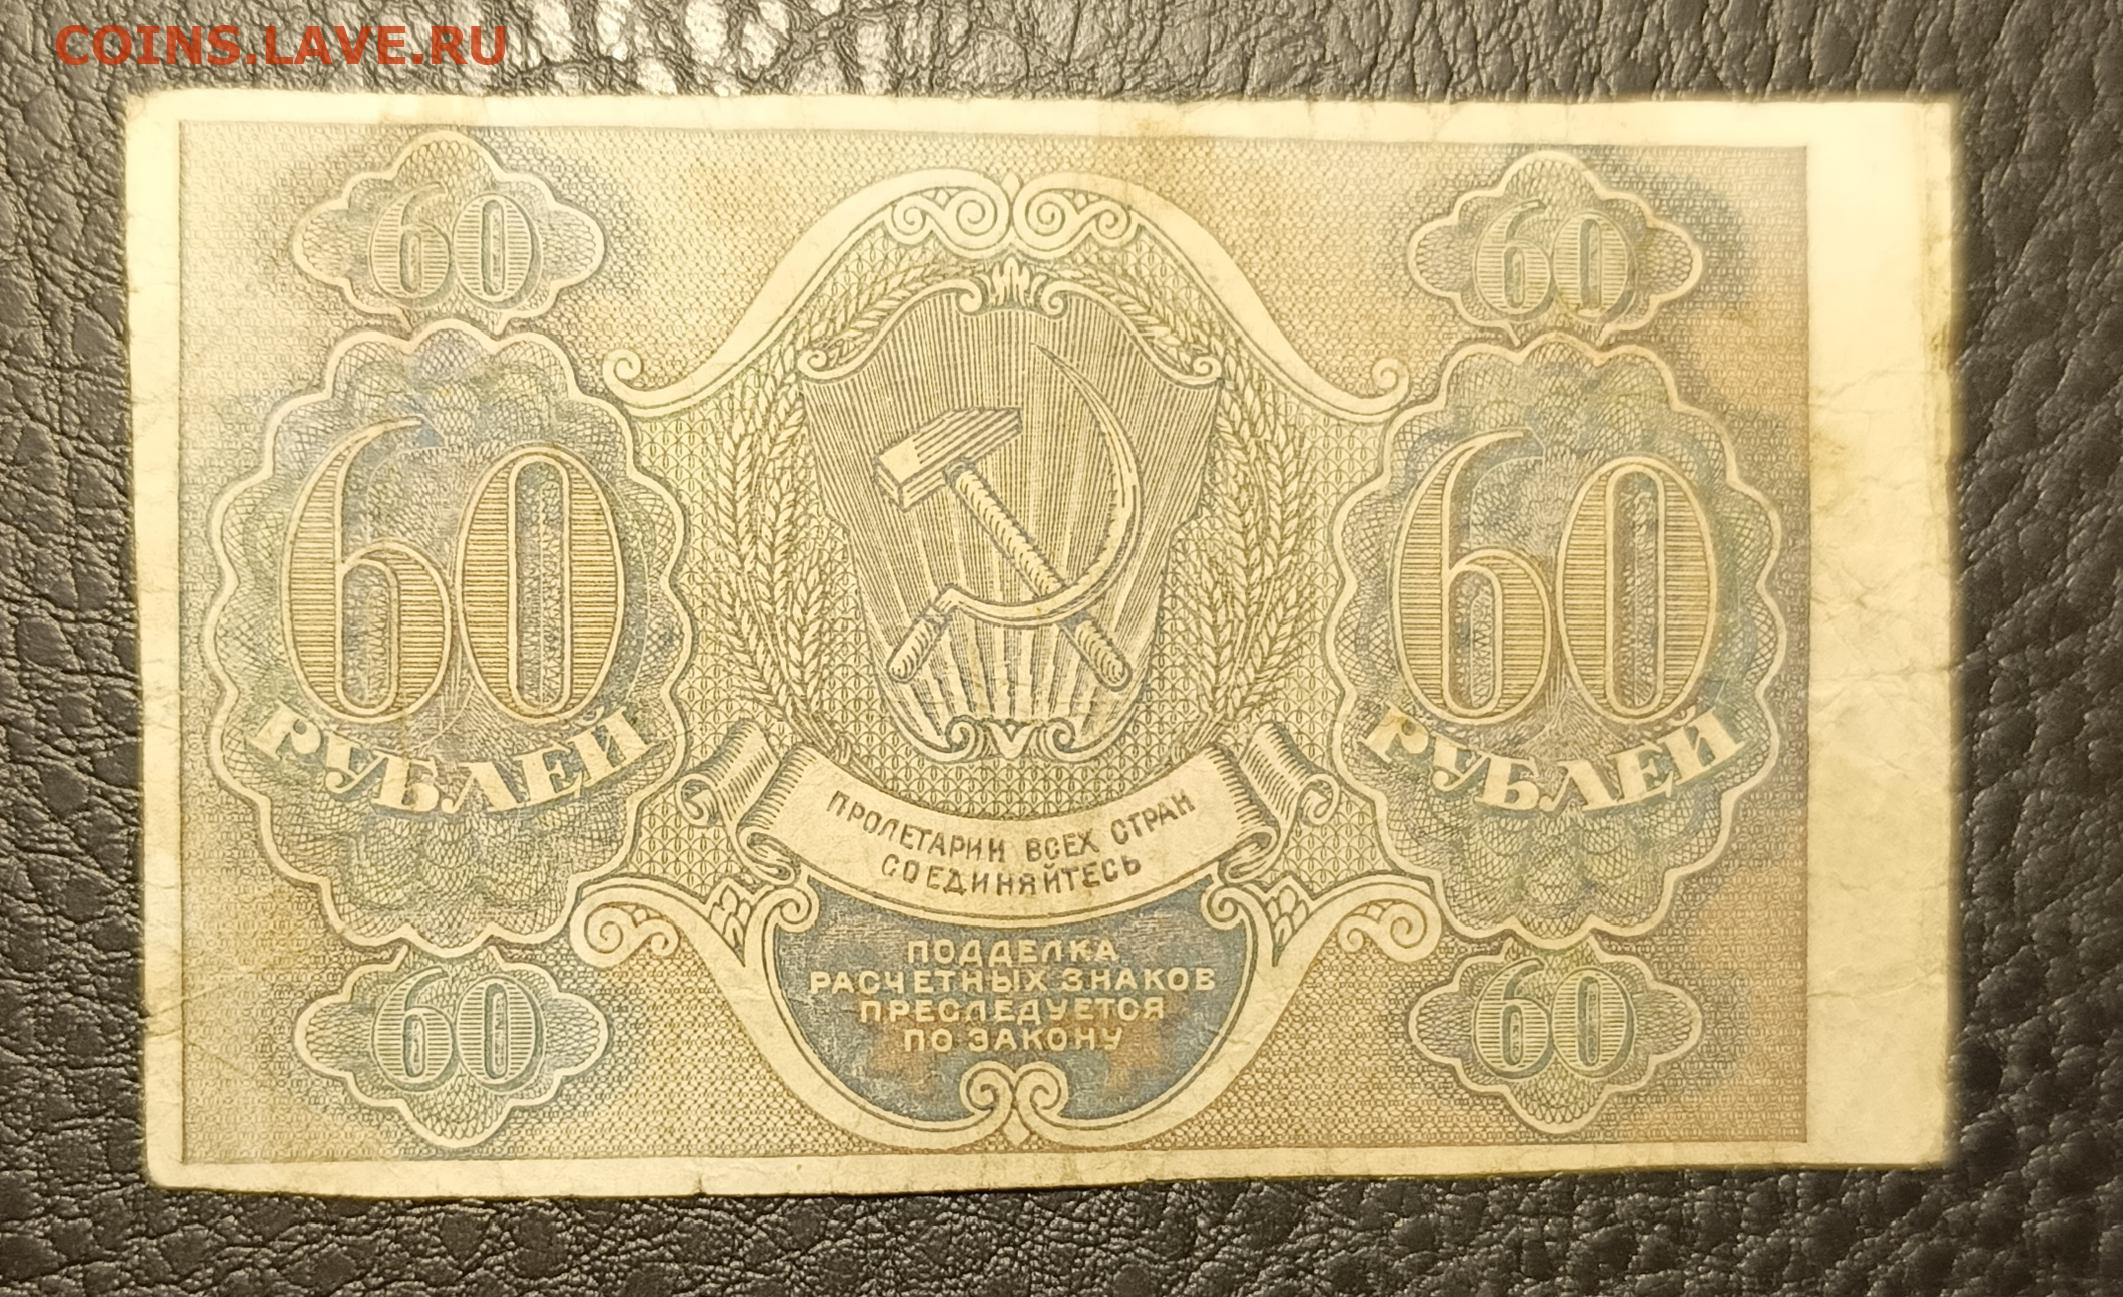 COINS.LAVE.RU
60
60
60
60
РУБЛЕЙ
РУБЛЕЙ
ПРОЛЕТАРИИ ВСЕХ СТРАН
СОЕДИНЯЙТЕСЬ
ПОДДЕЛКА
РАСЧЕТНЫХ ЗНАКОВ
ПРЕСЛЕДУЕТСЯ
ПО ЗАКОНУ
60
60